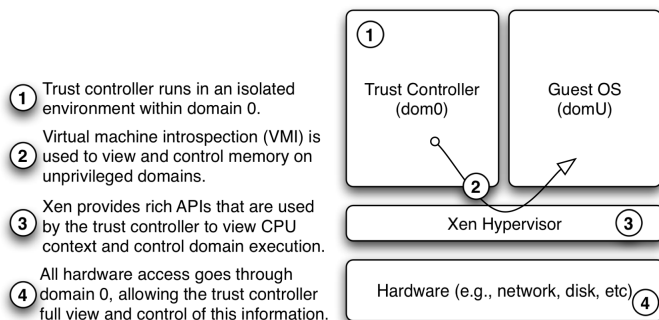 1 Trust controller runs in an isolated
environment within domain 0.
2 Virtual machine introspection (VMI) is
used to view and control memory on
unprivileged domains.
3 Xen provides rich APIs that are used
by the trust controller to view CPU
context and control domain execution.
4 All hardware access goes through
domain 0, allowing the trust controller
full view and control of this information.
1
Trust Controller
(dom0)
Guest OS
(domU)
2
Xen Hypervisor
3
Hardware (e.g., network, disk, etc)
4